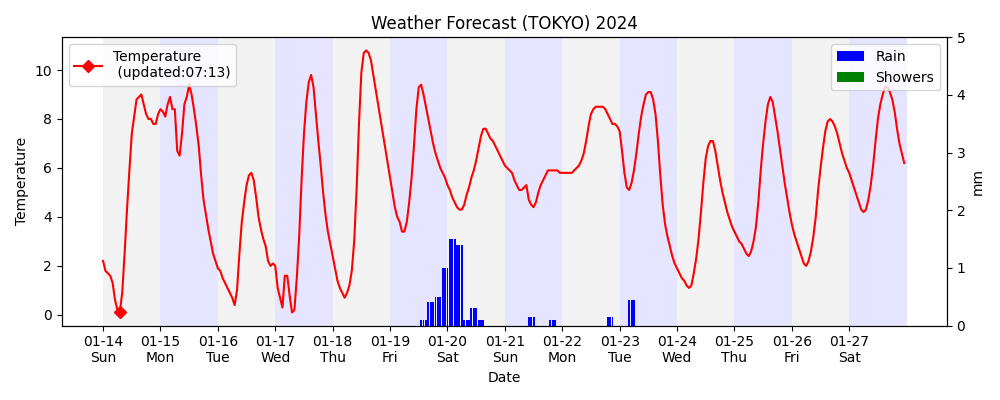 Weather Forecast (TOKYO) 2024
Temperature
(updated:07:13)
Rain
Showers
Temperature
10
8
6
4
2
0
5
4
3
2
1
0
mm
01-14 01-15 01-16 01-17 01-18 01-19 01-20 01-21 01-22 01-23 01-24 01-25 01-26 01-27
Sun Mon Tue Wed Thu Fri Sat Sun Mon Tue Wed Thu Fri Sat
Date